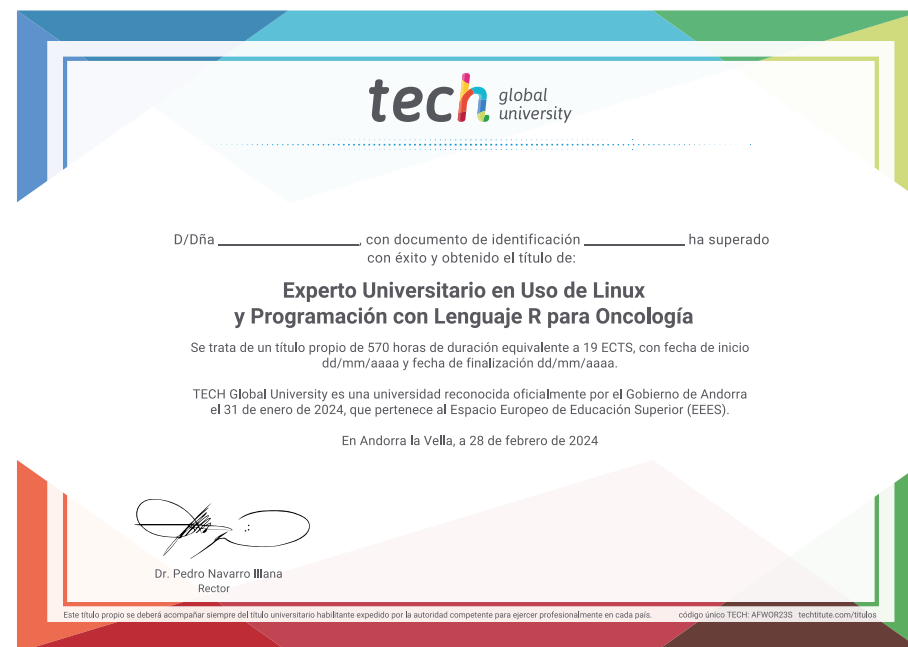 tech global university
D/Dña ____________________, con documento de identificación ______________ ha superado
con éxito y obtenido el título de:
Experto Universitario en Uso de Linux
y Programación con Lenguaje R para Oncología
Se trata de un título propio de 570 horas de duración equivalente a 19 ECTS, con fecha de inicio
dd/mm/aaaa y fecha de finalización dd/mm/aaaa.
TECH Global University es una universidad reconocida oficialmente por el Gobierno de Andorra
el 31 de enero de 2024, que pertenece al Espacio Europeo de Educación Superior (EEES).
En Andorra la Vella, a 28 de febrero de 2024
Dr. Pedro Navarro Illana
Rector
Este título propio se deberá acompañar siempre del título universitario habilitante expedido por la autoridad competente para ejercer profesionalmente en cada país. código único TECH: AFWOR23S techtitute.com/titulos